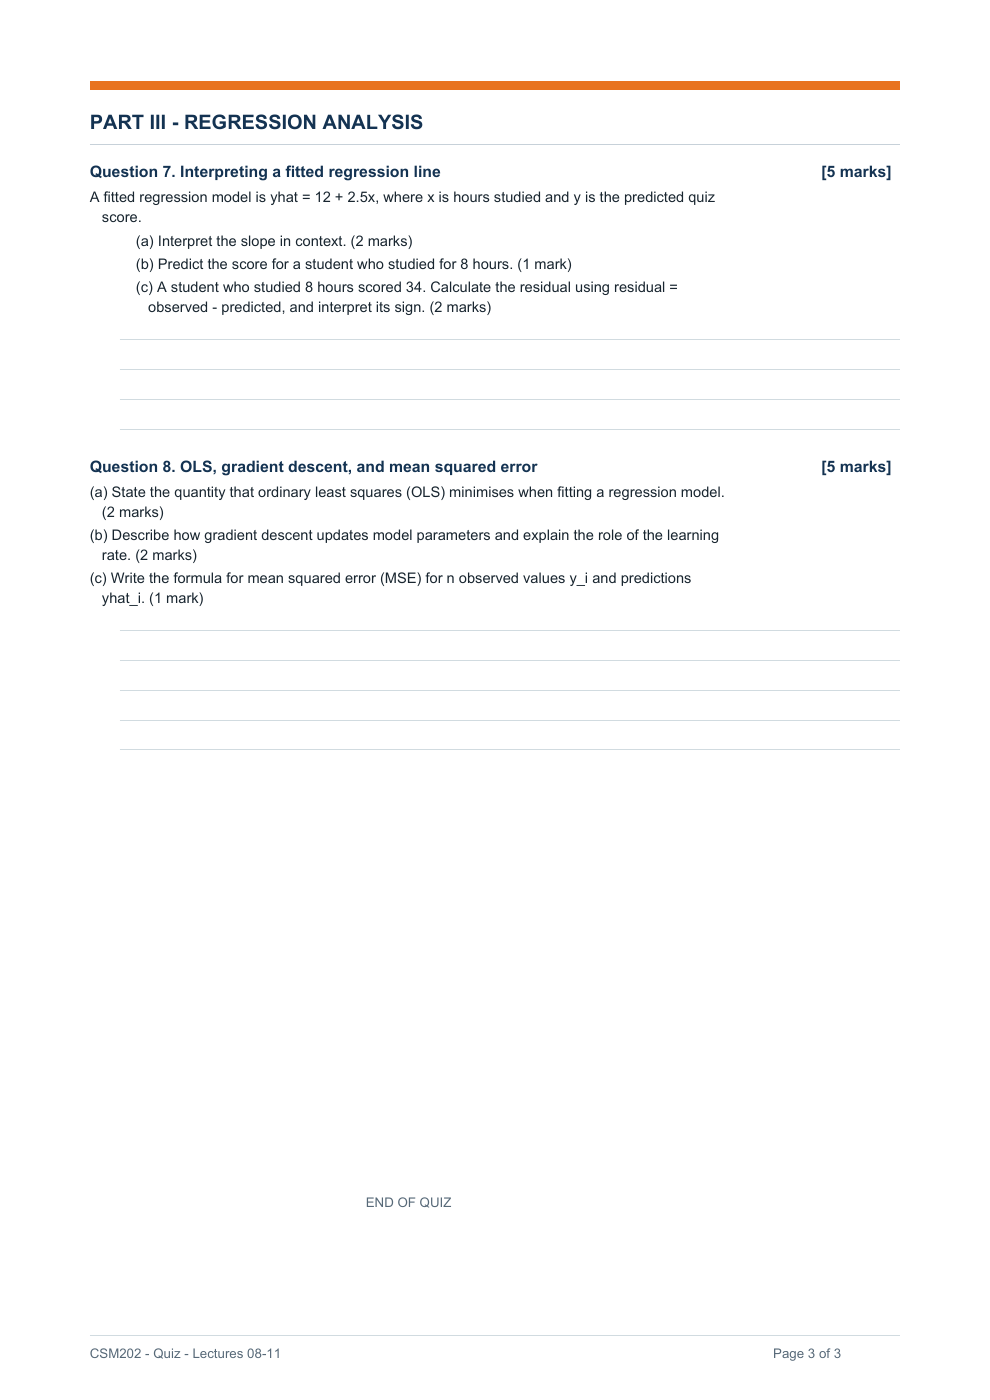 PART III - REGRESSION ANALYSIS
Question 7. Interpreting a fitted regression line [5 marks]
A fitted regression model is yhat = 12 + 2.5x, where x is hours studied and y is the predicted quiz
score.
(a) Interpret the slope in context. (2 marks)
(b) Predict the score for a student who studied for 8 hours. (1 mark)
(c) A student who studied 8 hours scored 34. Calculate the residual using residual =
observed - predicted, and interpret its sign. (2 marks)
Question 8. OLS, gradient descent, and mean squared error [5 marks]
(a) State the quantity that ordinary least squares (OLS) minimises when fitting a regression model.
(2 marks)
(b) Describe how gradient descent updates model parameters and explain the role of the learning
rate. (2 marks)
(c) Write the formula for mean squared error (MSE) for n observed values y_i and predictions
yhat_i. (1 mark)
END OF QUIZ
CSM202 - Quiz - Lectures 08-11 Page 3 of 3